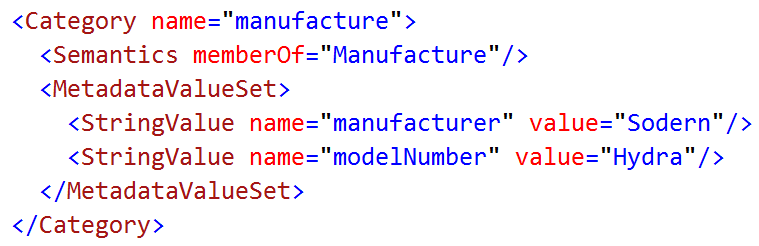 <Category name="manufacture">
  <Semantics memberOf="Manufacture"/>
  <MetadataValueSet>
    <StringValue name="manufacturer" value="Sodern"/>
    <StringValue name="modelNumber" value="Hydra"/>
  </MetadataValueSet>
</Category>